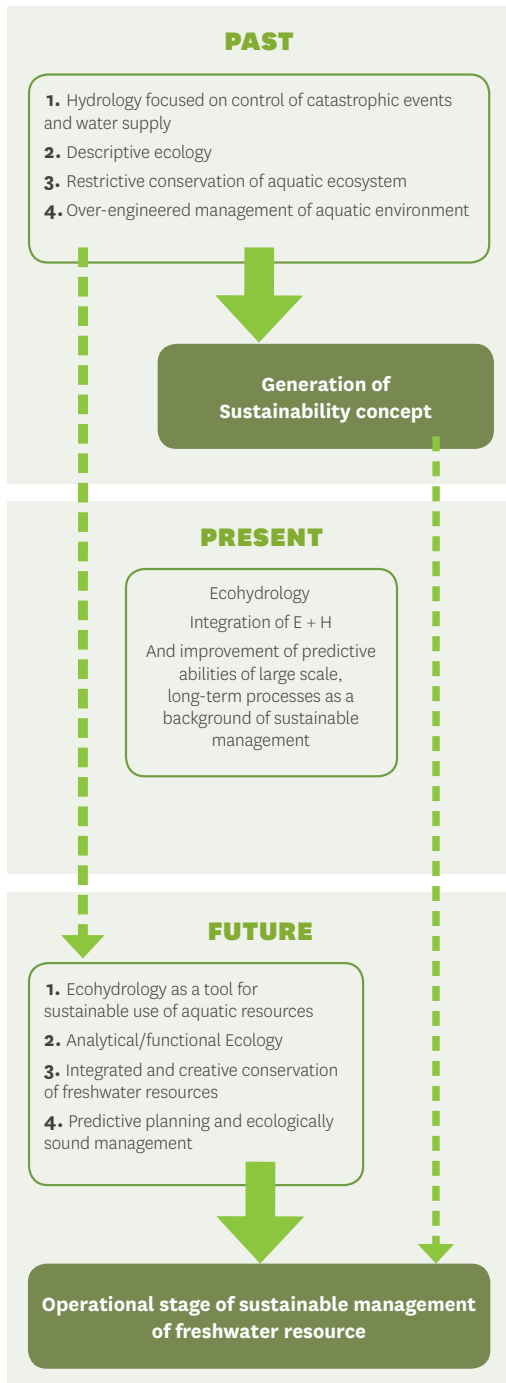 PAST
1. Hydrology focused on control of catastrophic events
and water supply
2. Descriptive ecology
3. Restrictive conservation of aquatic ecosystem
4. Over-engineered management of aquatic environment
Generation of
Sustainability concept
PRESENT
Ecohydrology
Integration of E + H
And improvement of predictive
abilities of large scale,
long-term processes as a
background of sustainable
management
FUTURE
1. Ecohydrology as a tool for
sustainable use of aquatic resources
2. Analytical/functional Ecology
3. Integrated and creative conservation
of freshwater resources
4. Predictive planning and ecologically
sound management
Operational stage of sustainable management
of freshwater resource